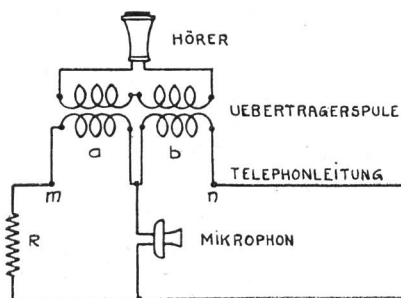 HÖRER
UEBERTRAGERSPULE
a b
TELEPHONLEITUNG
m n
R
MIKROPHON